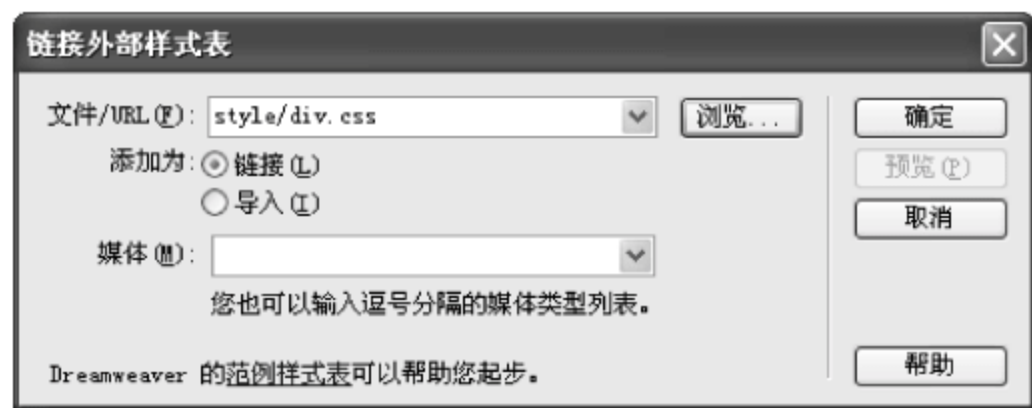 链接外部样式表
文件/URL(F): style/div.css 浏览... 确定
添加为: 链接(L) 预览(P)
导入(I) 取消
媒体(M):
您也可以输入逗号分隔的媒体类型列表。
Dreamweaver 的范例样式表可以帮助您起步。 帮助